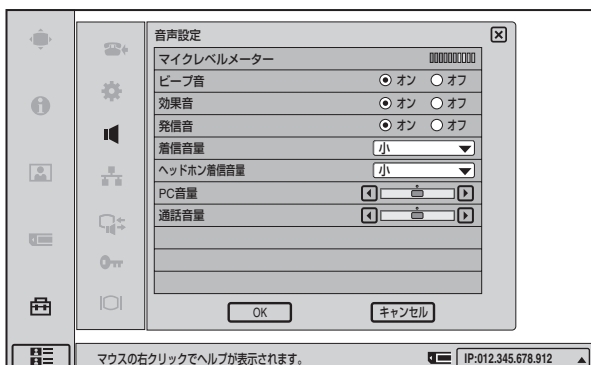 音声設定
マイクレベルメーター
ビープ音 オン オフ
効果音 オン オフ
発信音 オン オフ
着信音量 小
ヘッドホン着信音量 小
PC音量
通話音量
OK キャンセル
マウスの右クリックでヘルプが表示されます。 IP:012.345.678.912